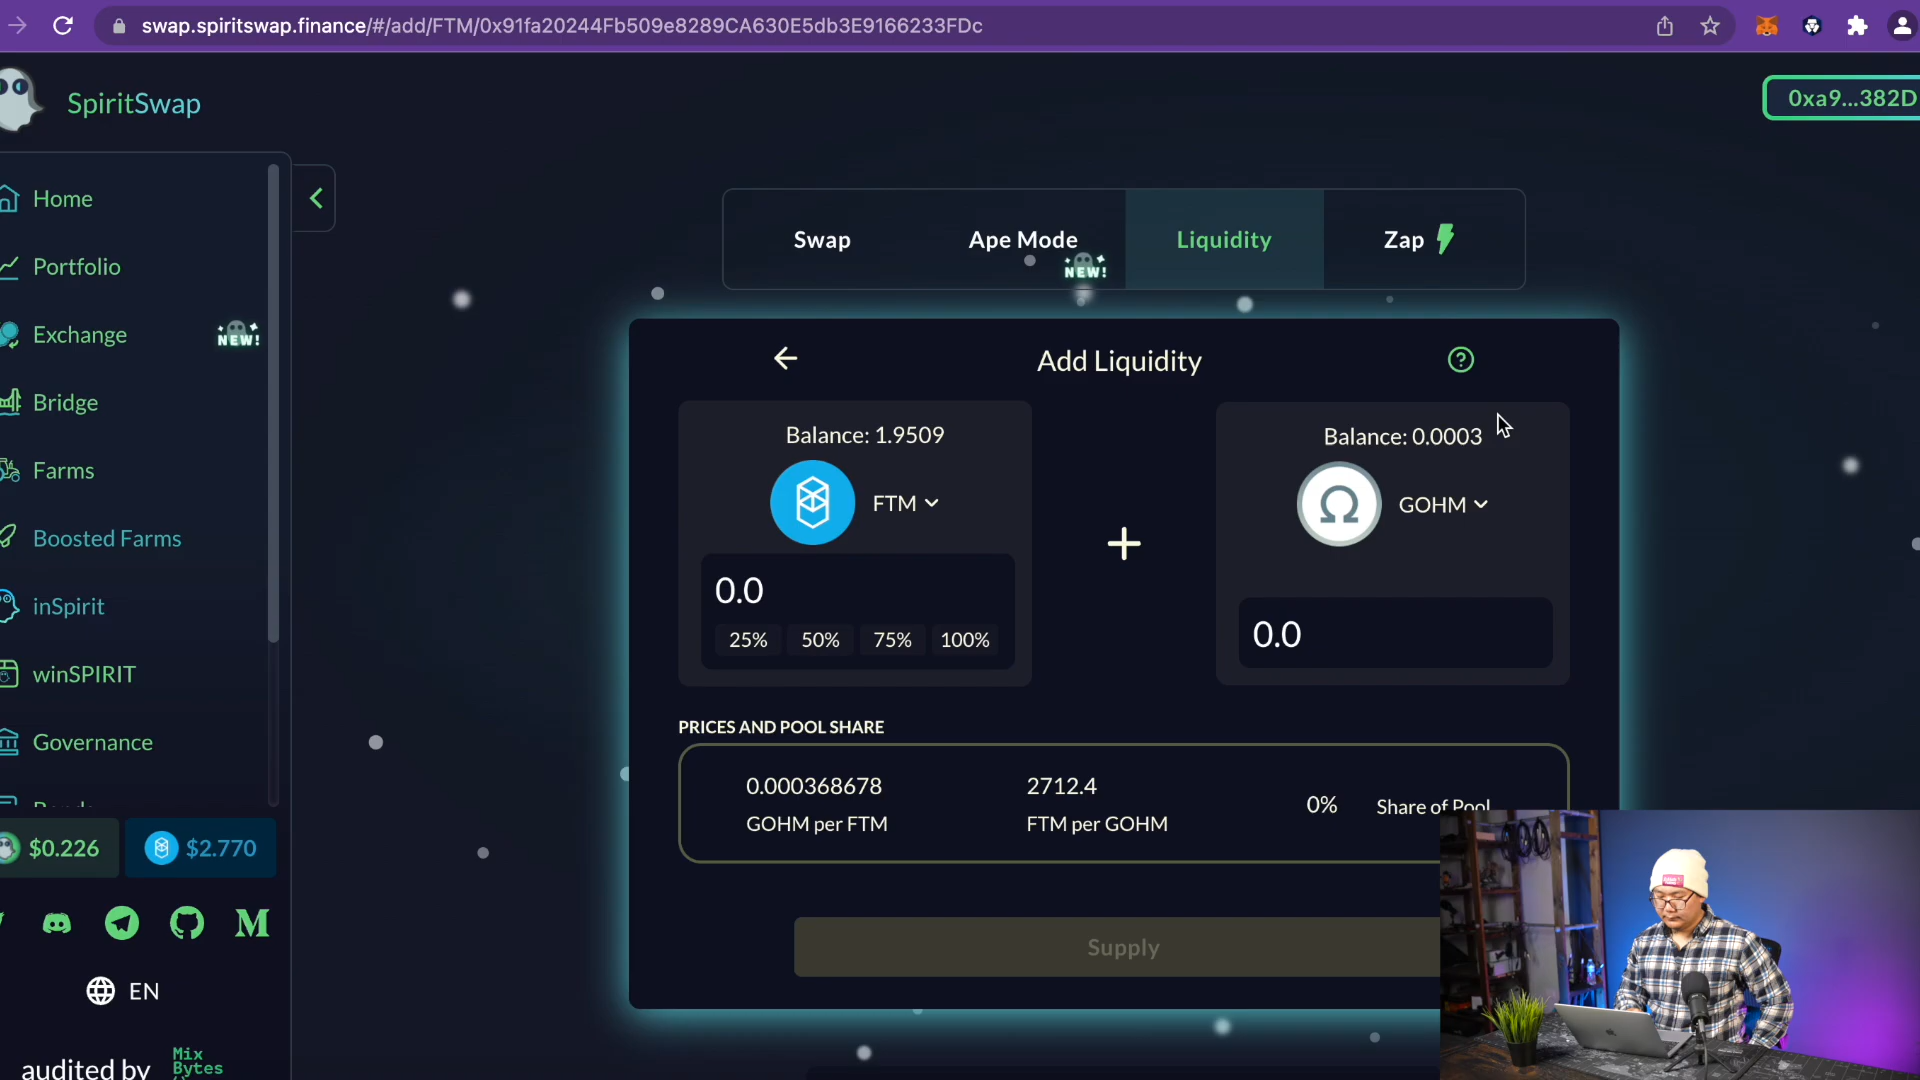 swap.spiritswap.finance/#/add/FTM/0x91fa20244Fb509e8289CA630E5db3E9166233FDc
SpiritSwap
0xa9...382D
Home
Portfolio
Exchange
NEW!
Bridge
Farms
Boosted Farms
inSpirit
winSPIRIT
Governance
$0.226
$2.770
EN
audited by
Mix
Bytes
Swap
Ape Mode
NEW!
Liquidity
Zap
Add Liquidity
Balance: 1.9509
FTM
0.0
25% 50% 75% 100%
Balance: 0.0003
GOHM
0.0
PRICES AND POOL SHARE
0.000368678
GOHM per FTM
2712.4
FTM per GOHM
0% Share of Pool
Supply